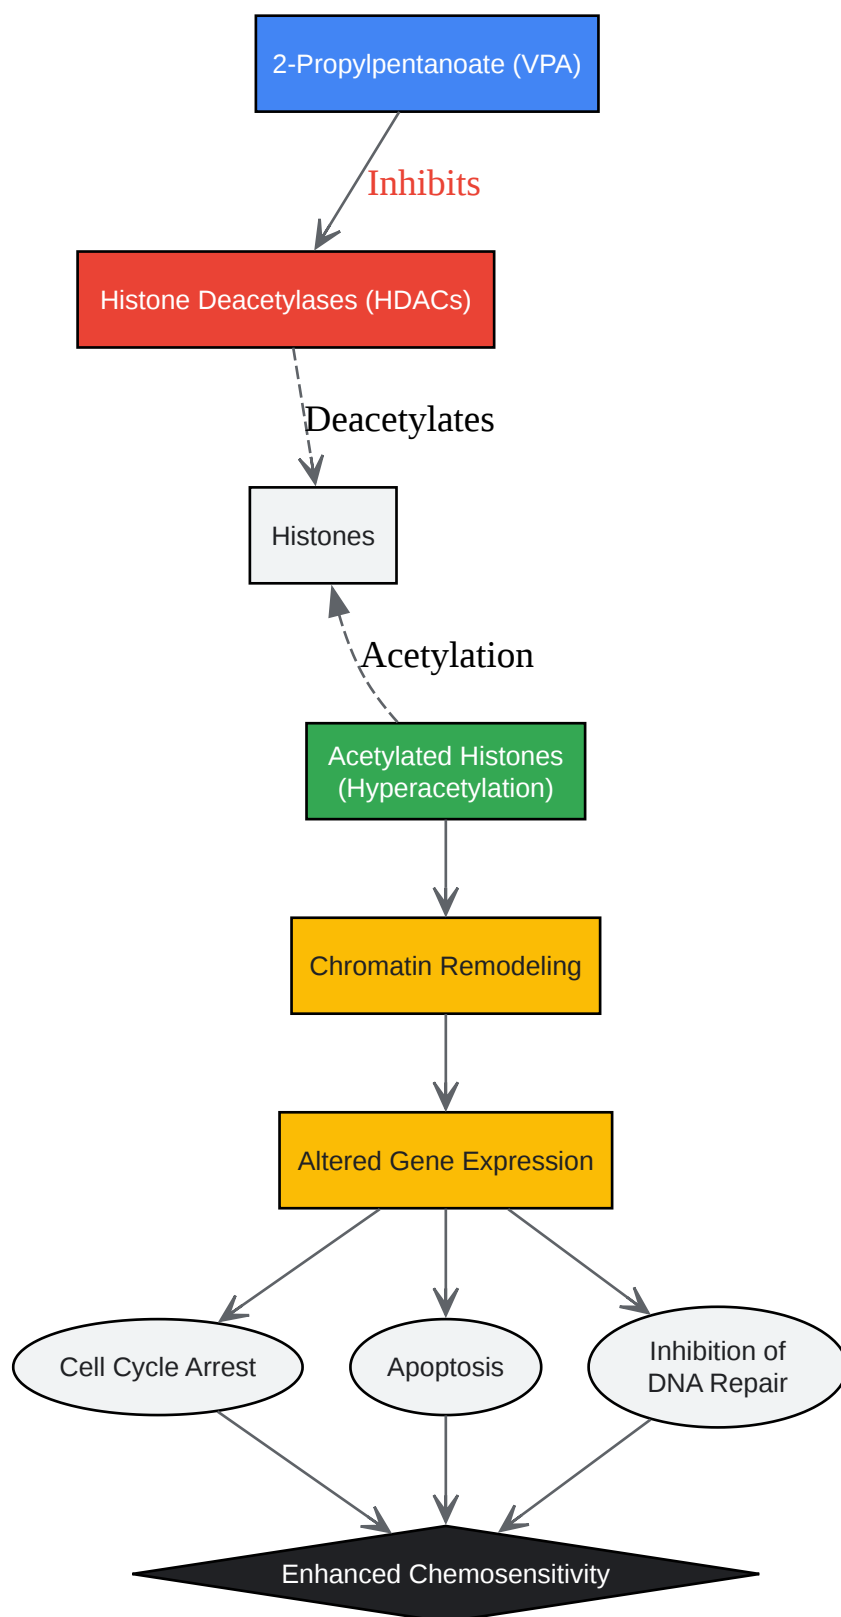 2-Propylpentanoate (VPA)
Inhibits
Histone Deacetylases (HDACs)
Deacetylates
Histones
Acetylation
Acetylated Histones
(Hyperacetylation)
Chromatin Remodeling
Altered Gene Expression
Cell Cycle Arrest
Apoptosis
Inhibition of
DNA Repair
Enhanced Chemosensitivity